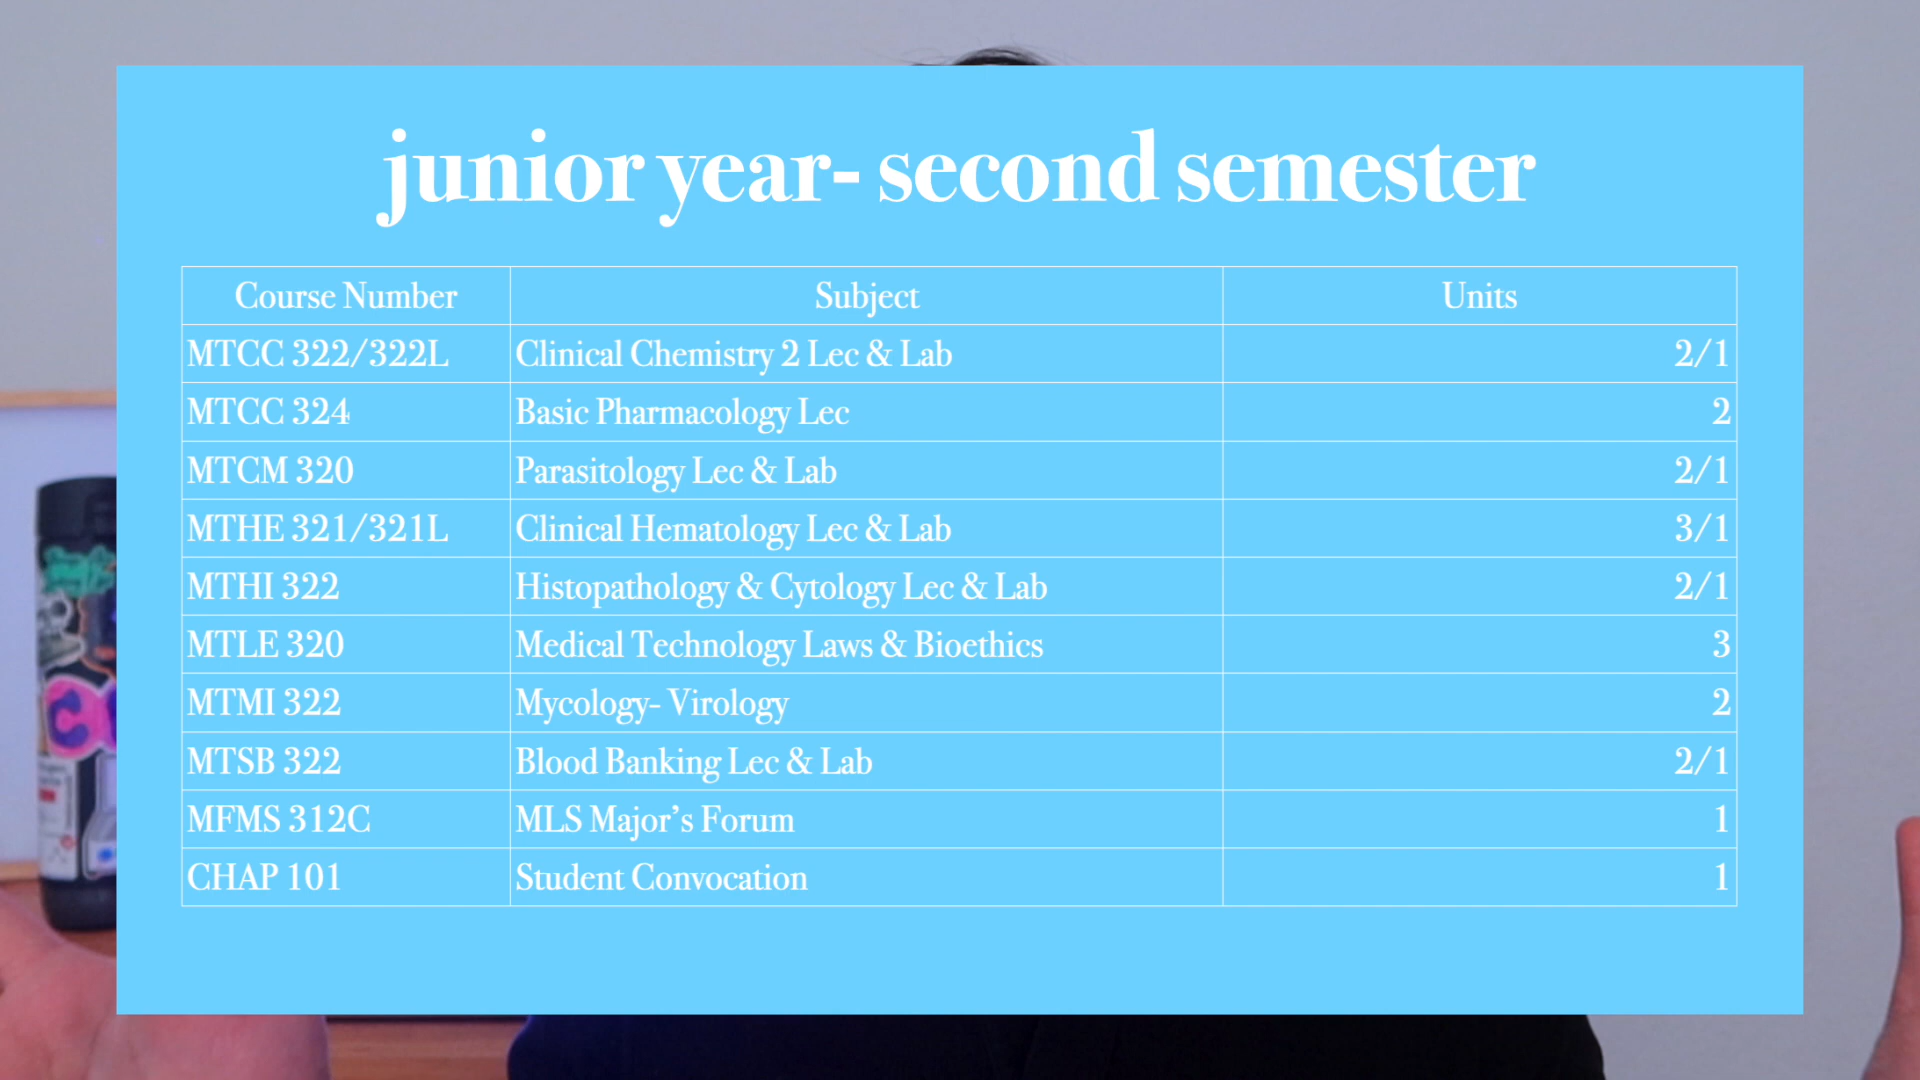 junior year- second semester
Course Number Subject Units
MTCC 322/322L Clinical Chemistry 2 Lec & Lab 2/1
MTCC 324 Basic Pharmacology Lec 2
MTCM 320 Parasitology Lec & Lab 2/1
MTHE 321/321L Clinical Hematology Lec & Lab 3/1
MTHI 322 Histopathology & Cytology Lec & Lab 2/1
MTLE 320 Medical Technology Laws & Bioethics 3
MTMI 322 Mycology- Virology 2
MTSB 322 Blood Banking Lec & Lab 2/1
MFMS 312C MLS Major's Forum 1
CHAP 101 Student Convocation 1